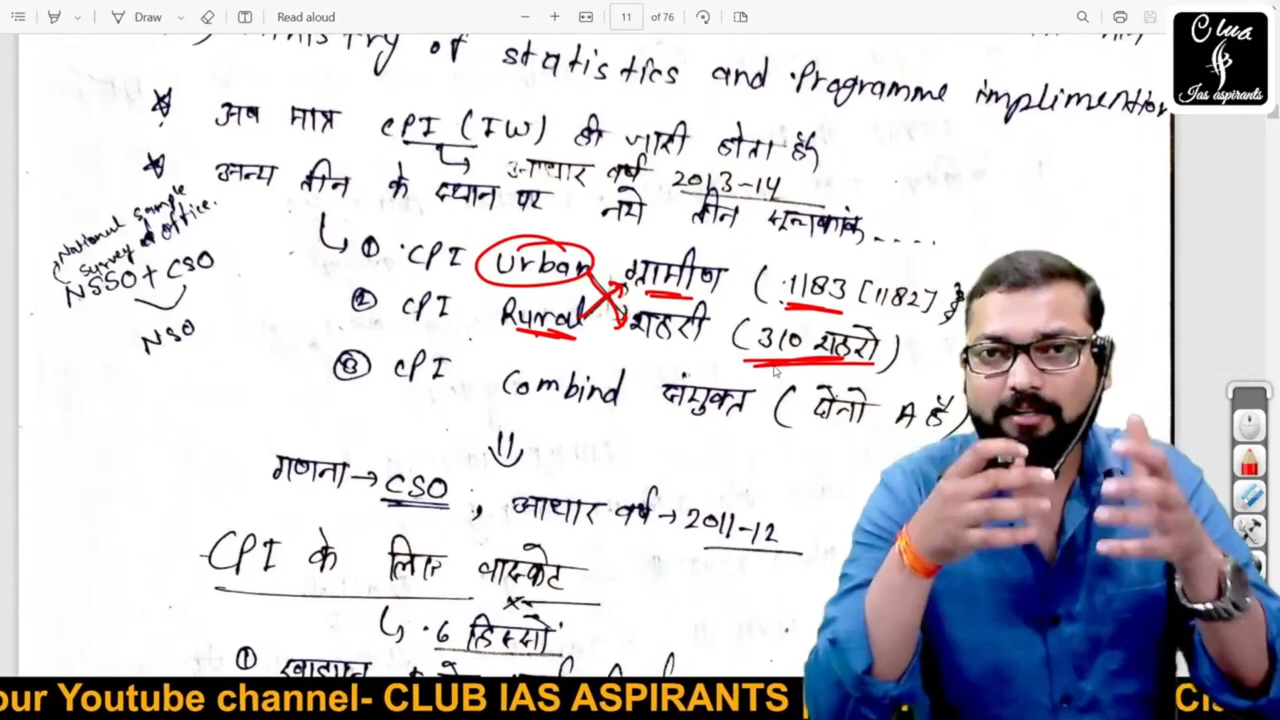 Draw
Read aloud
11 of 76
Clua
Ias aspirants
of statistics and Programme implimention
अब मात्र CPI (IW) ही जारी होता है
आधार वर्ष 2013-14
अन्य तीन के स्थान पर नये तीन
National Sample
Survey office.
NSSO + CSO
NSO
① CPI Urban ग्रामीण (1183 [1182]
② CPI Rural शहरी (310 शहरो)
③ CPI Combind संयुक्त (दोनो A है)
गणना → CSO ; आधार वर्ष → 2011-12
CPI के लिए वास्केट
6 हिस्सो
①
our Youtube channel- CLUB IAS ASPIRANTS